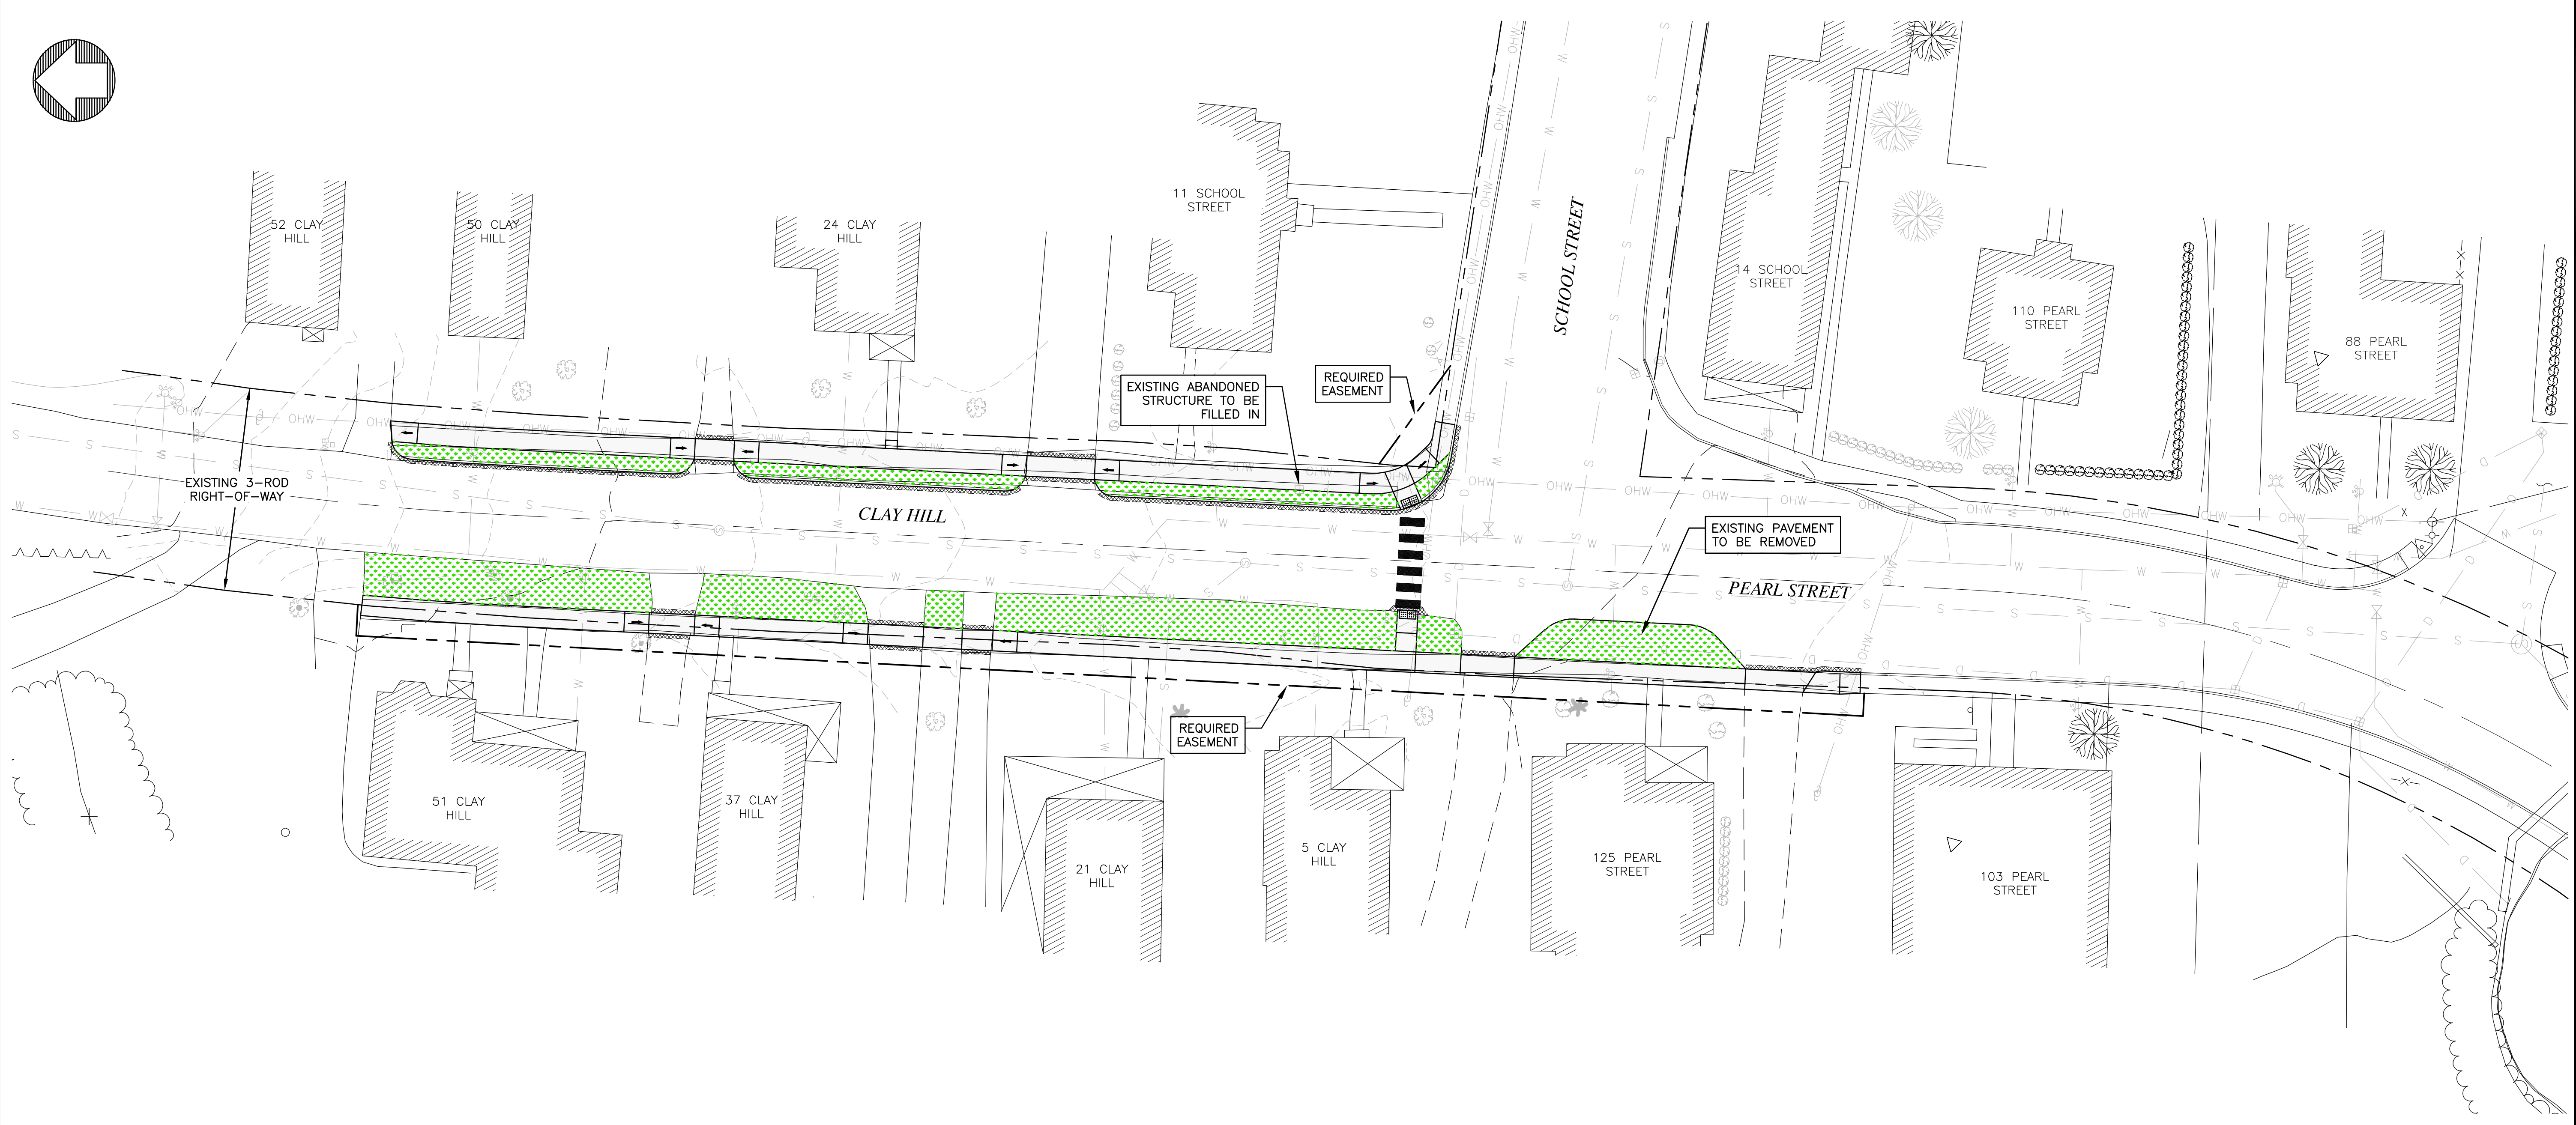 52 CLAY
HILL
50 CLAY
HILL
24 CLAY
HILL
11 SCHOOL
STREET
SCHOOL STREET
14 SCHOOL
STREET
110 PEARL
STREET
88 PEARL
STREET
EXISTING ABANDONED
STRUCTURE TO BE
FILLED IN
REQUIRED
EASEMENT
EXISTING 3-ROD
RIGHT-OF-WAY
CLAY HILL
EXISTING PAVEMENT
TO BE REMOVED
PEARL STREET
REQUIRED
EASEMENT
51 CLAY
HILL
37 CLAY
HILL
21 CLAY
HILL
5 CLAY
HILL
125 PEARL
STREET
103 PEARL
STREET